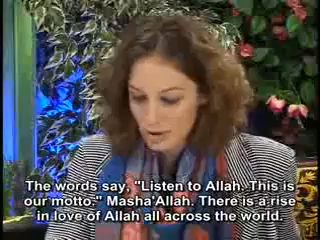 The words say, "Listen to Allah. This is
our motto." Masha'Allah. There is a rise
in love of Allah all across the world.